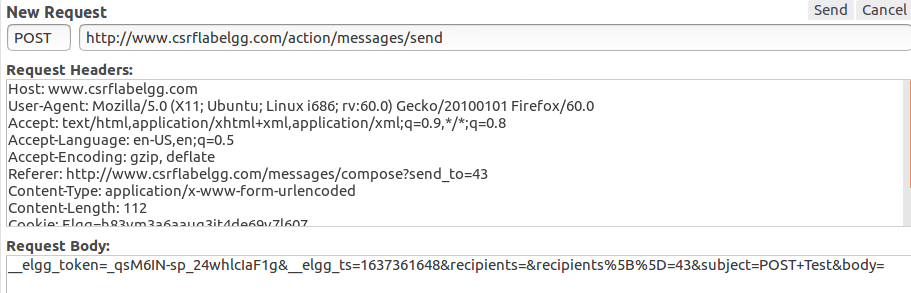 New Request Send Cancel
POST http://www.csrflabelgg.com/action/messages/send
Request Headers:
Host: www.csrflabelgg.com
User-Agent: Mozilla/5.0 (X11; Ubuntu; Linux i686; rv:60.0) Gecko/20100101 Firefox/60.0
Accept: text/html,application/xhtml+xml,application/xml;q=0.9,*/*;q=0.8
Accept-Language: en-US,en;q=0.5
Accept-Encoding: gzip, deflate
Referer: http://www.csrflabelgg.com/messages/compose?send_to=43
Content-Type: application/x-www-form-urlencoded
Content-Length: 112
Cookie:
Request Body:
__elgg_token=_qsM6IN-sp_24whlcIaF1g&__elgg_ts=1637361648&recipients=&recipients%5B%5D=43&subject=POST+Test&body=